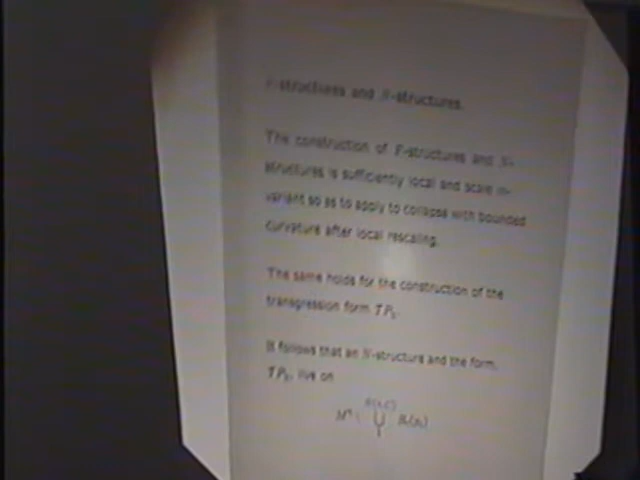 F-structures and N-structures.
The construction of F-structures and N-
structures is sufficiently local and scale in-
variant so as to apply to collapse with bounded
curvature after local rescaling.
The same holds for the construction of the
transgression form TP
It follows that an N-structure and the form,
TP , live on
M⁴ \